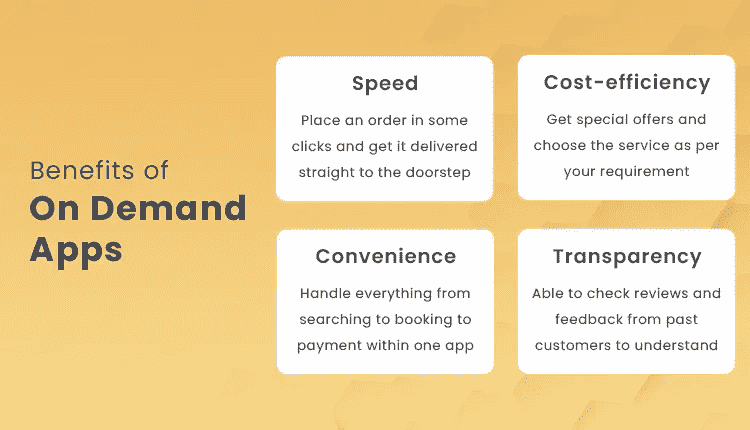 Benefits of
On Demand
Apps
Speed
Place an order in some
clicks and get it delivered
straight to the doorstep
Cost-efficiency
Get special offers and
choose the service as per
your requirement
Convenience
Handle everything from
searching to booking to
payment within one app
Transparency
Able to check reviews and
feedback from past
customers to understand